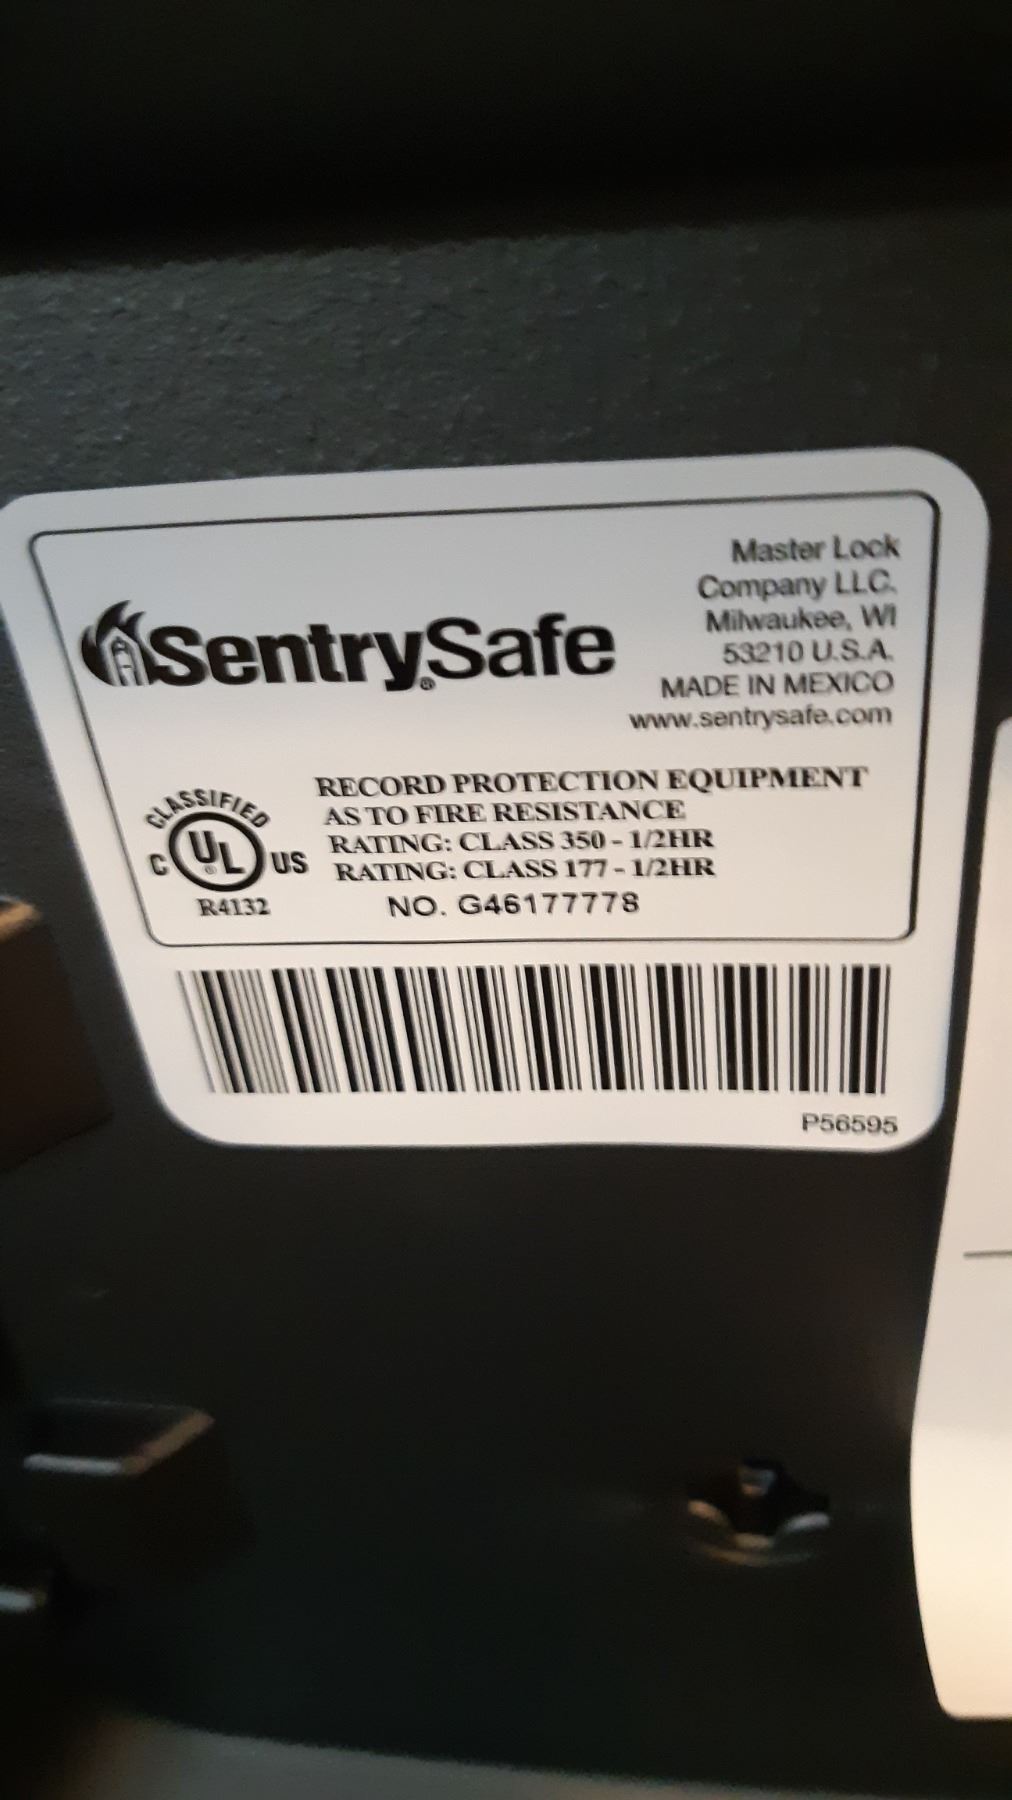 SentrySafe®
Master Lock
Company LLC.
Milwaukee, WI
53210 U.S.A.
MADE IN MEXICO
www.sentrysafe.com
CLASSIFIED
C UL® US
R4132
RECORD PROTECTION EQUIPMENT
AS TO FIRE RESISTANCE
RATING: CLASS 350 - 1/2HR
RATING: CLASS 177 - 1/2HR
NO. G46177778
P56595